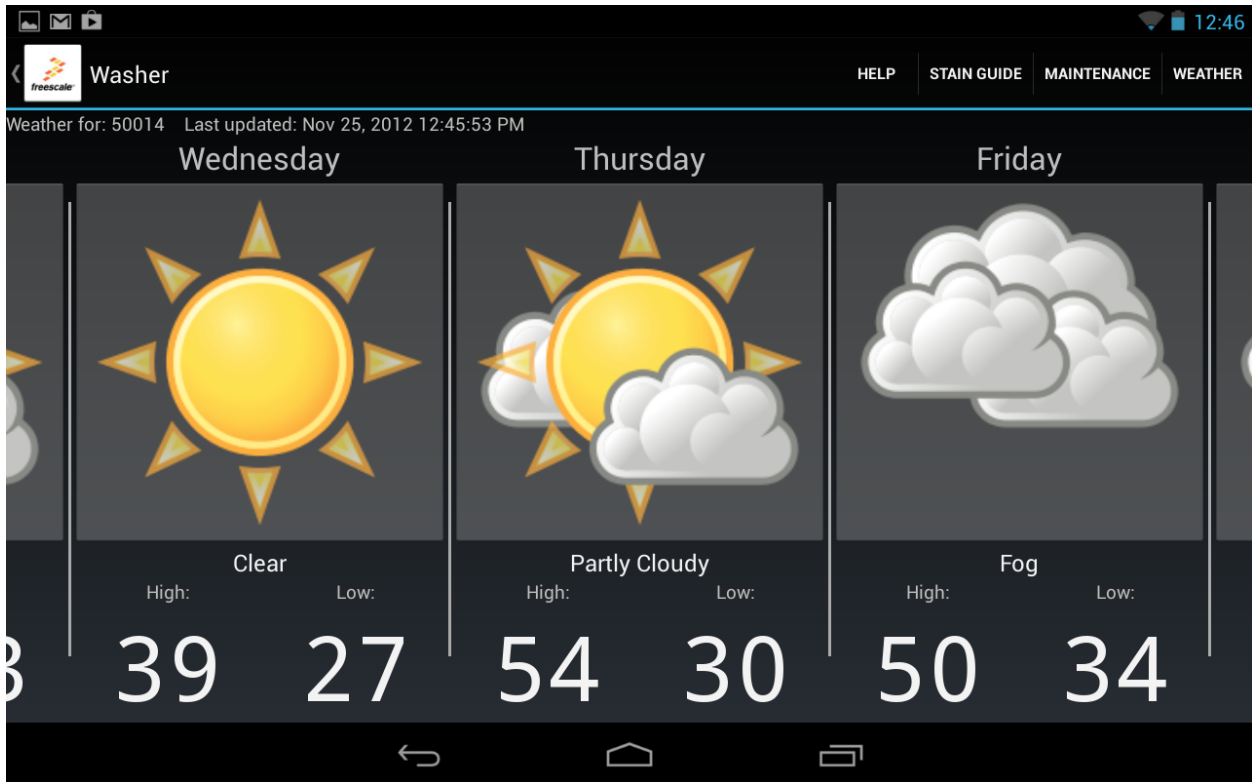 12:46
freescale
Washer
HELP
STAIN GUIDE
MAINTENANCE
WEATHER
Weather for: 50014 Last updated: Nov 25, 2012 12:45:53 PM
Wednesday
Thursday
Friday
Clear
Partly Cloudy
Fog
High: Low:
High: Low:
High: Low:
39 27
54 30
50 34